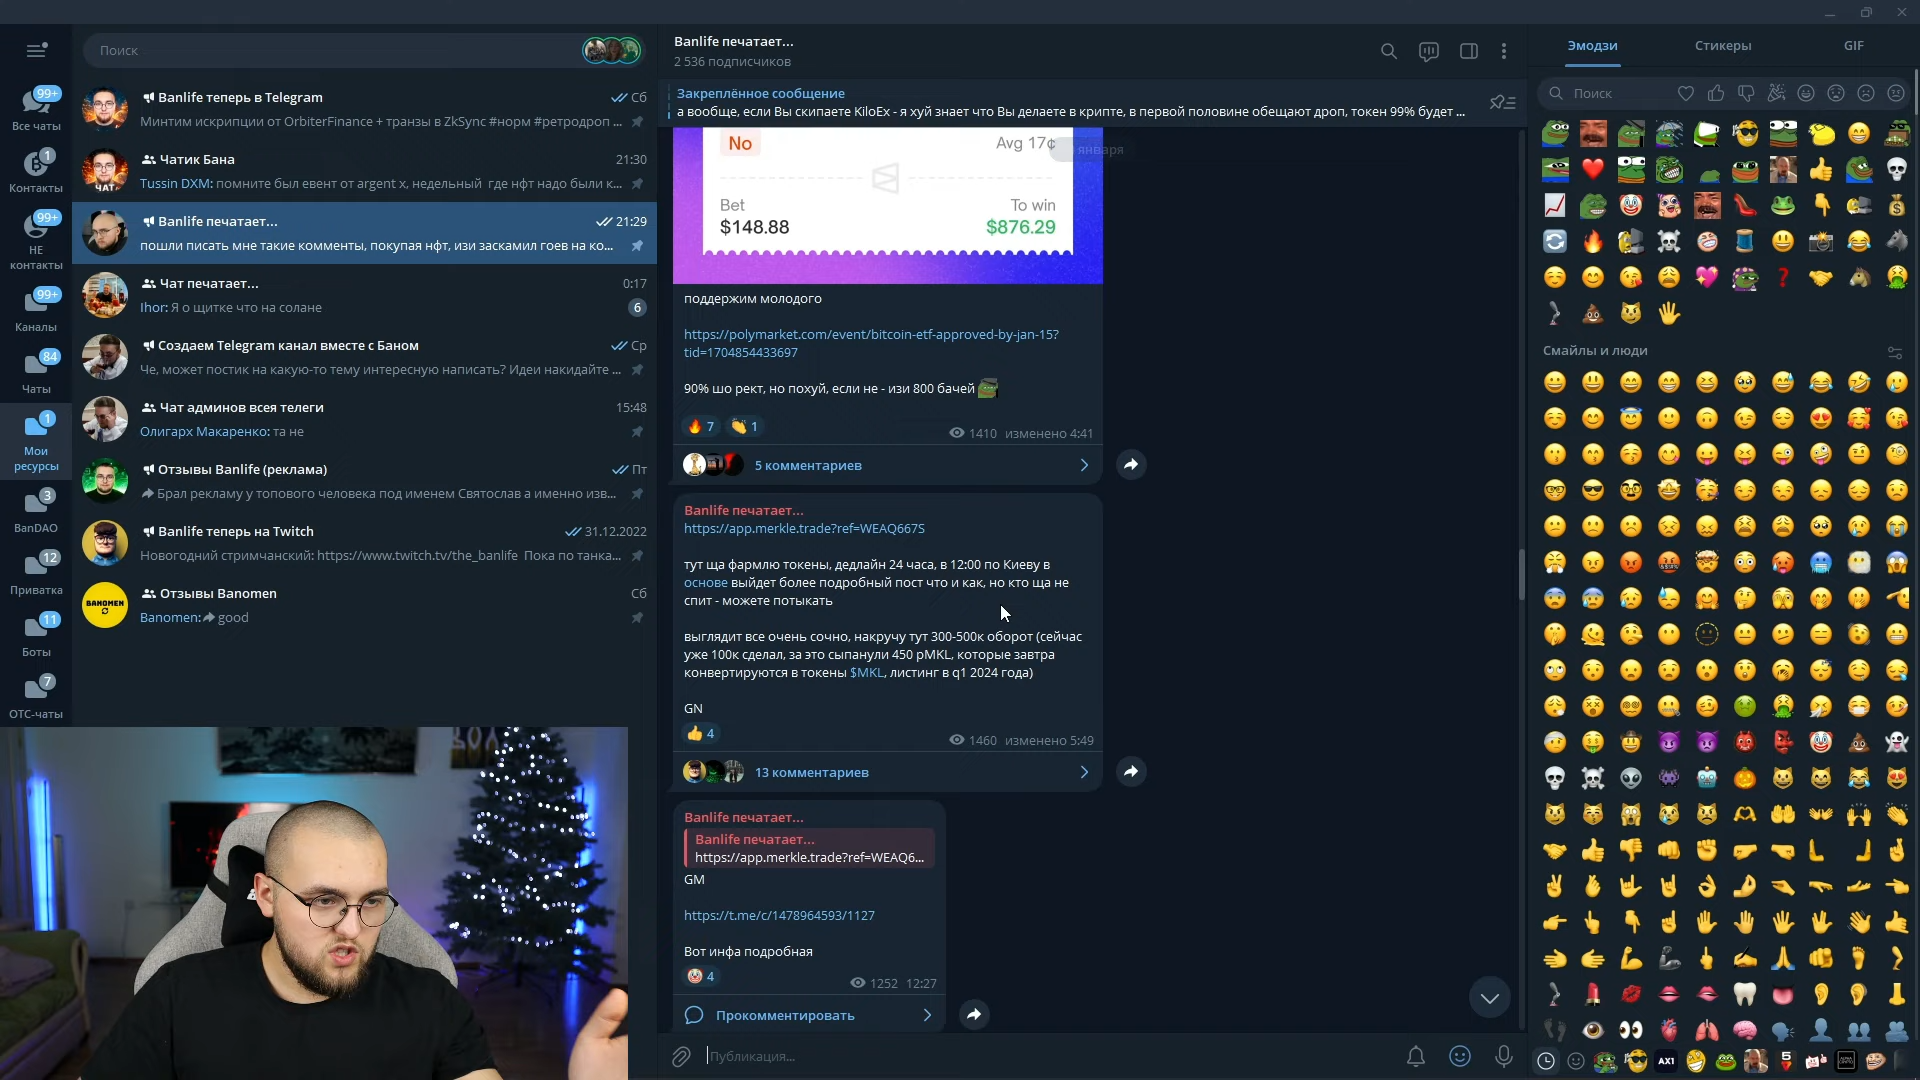 Поиск
99+
Все чаты
1
Контакты
99+
НЕ
контакты
99+
Каналы
84
Чаты
1
Мои
ресурсы
3
BanDAO
12
Приватка
11
Боты
7
ОТС-чаты
Banlife теперь в Telegram
Сб
Минтим искрипции от OrbiterFinance + транзы в ZkSync #норм #ретродроп ...
Чатик Бана
21:30
Tussin DXM: помните был евент от argent x, недельный где нфт надо были к...
ЧАТ
Banlife печатает...
21:29
пошли писать мне такие комменты, покупая нфт, изи заскамил гоев на ко...
Чат печатает...
0:17
Ihor: Я о щитке что на солане
6
Создаем Telegram канал вместе с Баном
Ср
Че, может постик на какую-то тему интересную написать? Идеи накидайте ...
Чат админов всея телеги
15:48
Олигарх Макаренко: та не
Отзывы Banlife (реклама)
Пт
Брал рекламу у топового человека под именем Святослав а именно изв...
Banlife теперь на Twitch
31.12.2022
Новогодний стримчанский: https://www.twitch.tv/the_banlife Пока по танка...
BANOMEN
Отзывы Banomen
Сб
Banomen: good
Banlife печатает...
2 536 подписчиков
Закреплённое сообщение
а вообще, если Вы скипаете KiloEx - я хуй знает что Вы делаете в крипте, в первой половине обещают дроп, токен 99% будет ...
января
No
Avg 17¢
Bet
To win
$148.88
$876.29
поддержим молодого
https://polymarket.com/event/bitcoin-etf-approved-by-jan-15?
tid=1704854433697
90% шо рект, но похуй, если не - изи 800 бачей
7
1
1410 изменено 4:41
5 комментариев
Banlife печатает...
https://app.merkle.trade?ref=WEAQ667S
тут ща фармлю токены, дедлайн 24 часа, в 12:00 по Киеву в
основе выйдет более подробный пост что и как, но кто ща не
спит - можете потыкать
выглядит все очень сочно, накручу тут 300-500к оборот (сейчас
уже 100к сделал, за это сыпанули 450 pMKL, которые завтра
конвертируются в токены $MKL, листинг в q1 2024 года)
GN
4
1460 изменено 5:49
13 комментариев
Banlife печатает...
Banlife печатает...
https://app.merkle.trade?ref=WEAQ6...
GM
https://t.me/c/1478964593/1127
Вот инфа подробная
4
1252 12:27
Прокомментировать
Публикация...
Эмодзи
Стикеры
GIF
Поиск
Смайлы и люди
AX1
5